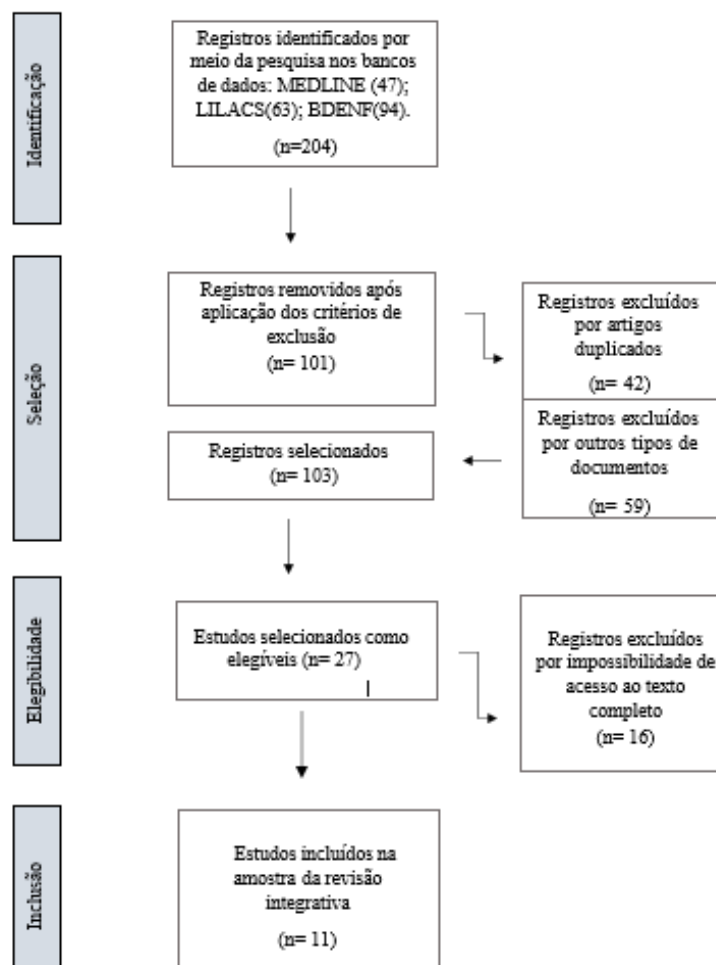 Identificação
Registros identificados por
meio da pesquisa nos bancos
de dados: MEDLINE (47);
LILACS(63); BDENF(94).
(n=204)
Seleção
Registros removidos após
aplicação dos critérios de
exclusão
(n= 101)
Registros excluídos
por artigos
duplicados
(n= 42)
Registros excluídos
por outros tipos de
documentos
(n= 59)
Registros selecionados
(n= 103)
Elegibilidade
Estudos selecionados como
elegíveis (n= 27)
Registros excluídos
por impossibilidade de
acesso ao texto
completo
(n= 16)
Inclusão
Estudos incluídos na
amostra da revisão
integrativa
(n= 11)